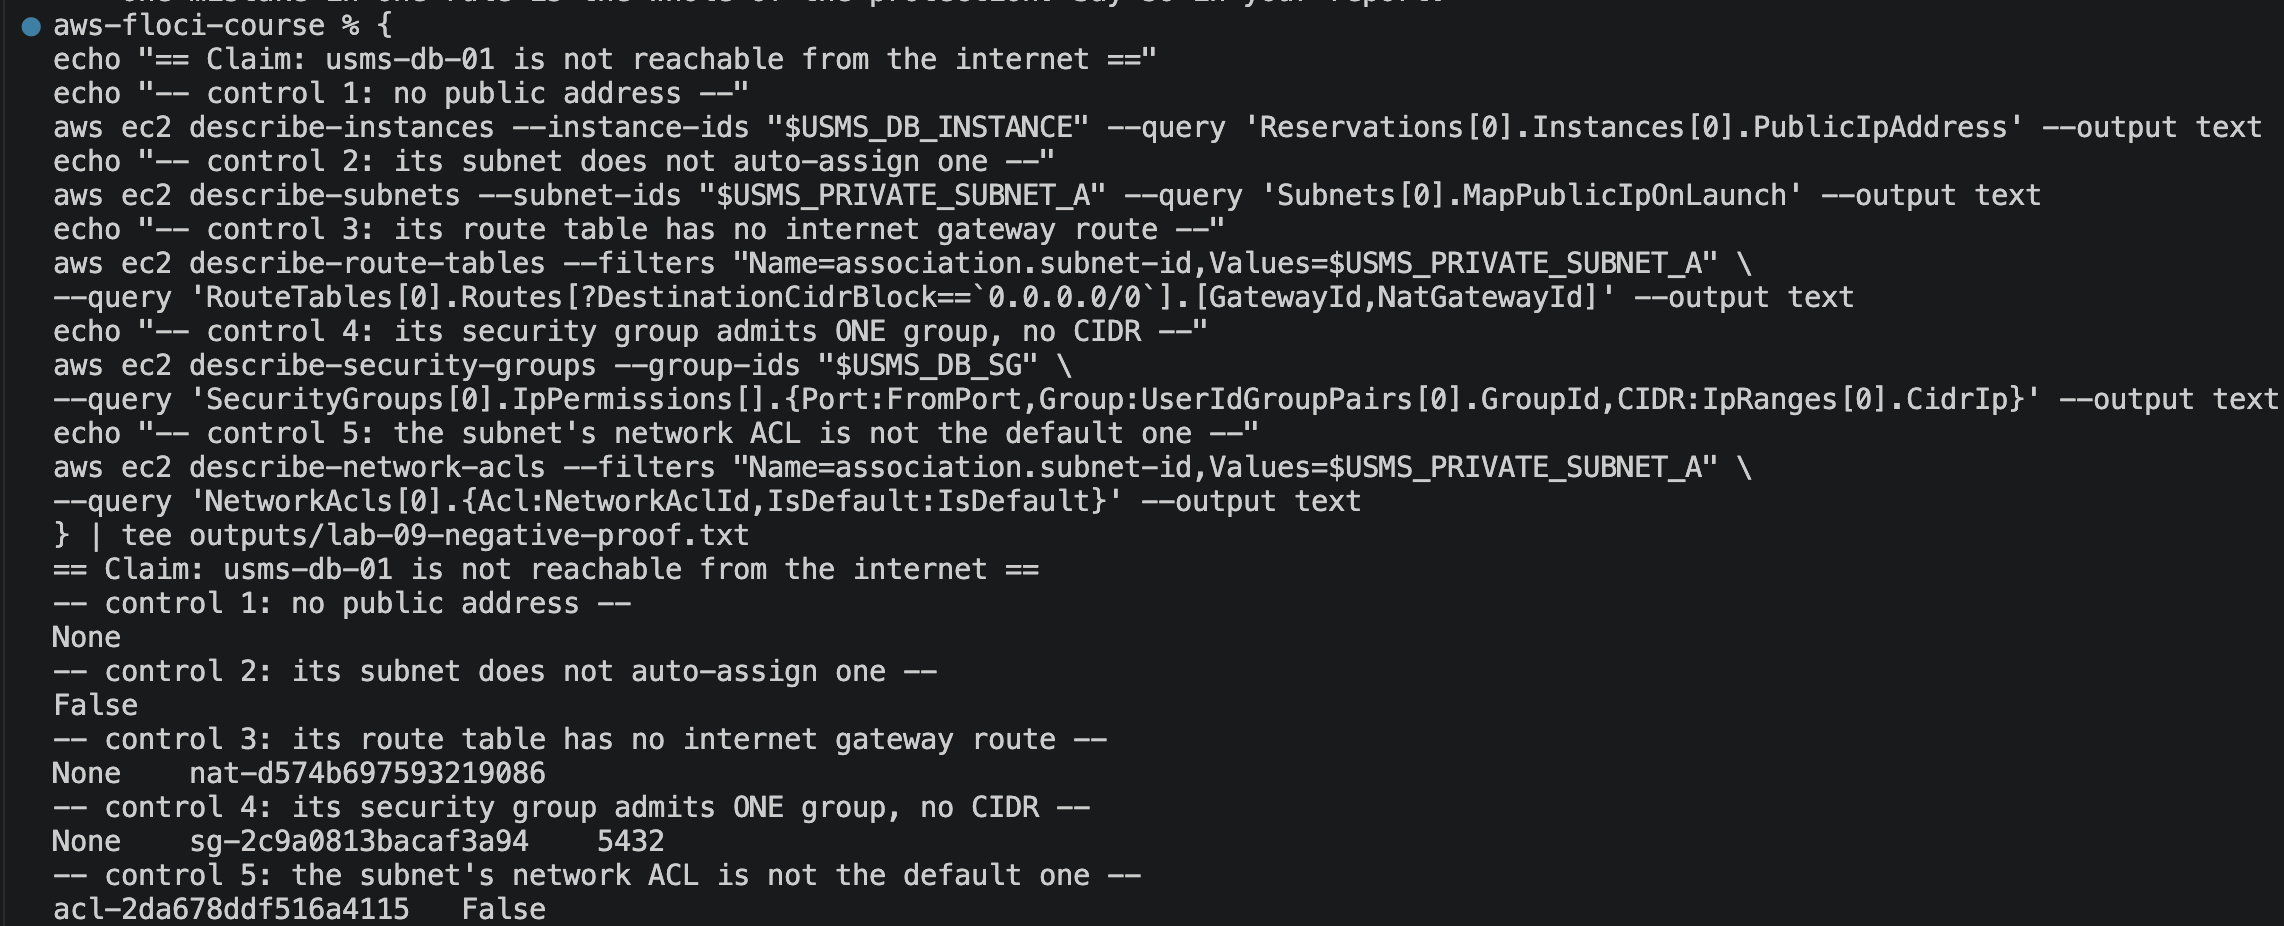 aws-floci-course % {
echo "== Claim: usms-db-01 is not reachable from the internet =="
echo "-- control 1: no public address --"
aws ec2 describe-instances --instance-ids "$USMS_DB_INSTANCE" --query 'Reservations[0].Instances[0].PublicIpAddress' --output text
echo "-- control 2: its subnet does not auto-assign one --"
aws ec2 describe-subnets --subnet-ids "$USMS_PRIVATE_SUBNET_A" --query 'Subnets[0].MapPublicIpOnLaunch' --output text
echo "-- control 3: its route table has no internet gateway route --"
aws ec2 describe-route-tables --filters "Name=association.subnet-id,Values=$USMS_PRIVATE_SUBNET_A" \
--query 'RouteTables[0].Routes[?DestinationCidrBlock==`0.0.0.0/0`].[GatewayId,NatGatewayId]' --output text
echo "-- control 4: its security group admits ONE group, no CIDR --"
aws ec2 describe-security-groups --group-ids "$USMS_DB_SG" \
--query 'SecurityGroups[0].IpPermissions[].{Port:FromPort,Group:UserIdGroupPairs[0].GroupId,CIDR:IpRanges[0].CidrIp}' --output text
echo "-- control 5: the subnet's network ACL is not the default one --"
aws ec2 describe-network-acls --filters "Name=association.subnet-id,Values=$USMS_PRIVATE_SUBNET_A" \
--query 'NetworkAcls[0].{Acl:NetworkAclId,IsDefault:IsDefault}' --output text
} | tee outputs/lab-09-negative-proof.txt
== Claim: usms-db-01 is not reachable from the internet ==
-- control 1: no public address --
None
-- control 2: its subnet does not auto-assign one --
False
-- control 3: its route table has no internet gateway route --
None    nat-d574b697593219086
-- control 4: its security group admits ONE group, no CIDR --
None    sg-2c9a0813bacaf3a94    5432
-- control 5: the subnet's network ACL is not the default one --
acl-2da678ddf516a4115   False